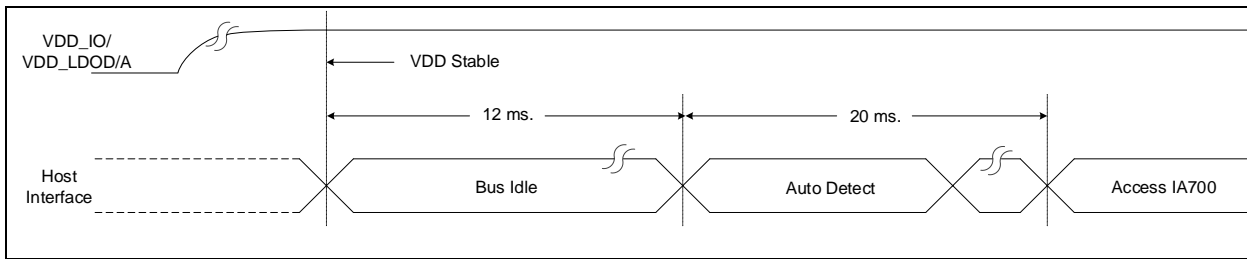 VDD_IO/
VDD_LDOD/A
VDD Stable
12 ms.
20 ms.
Host
Interface
Bus Idle
Auto Detect
Access IA700